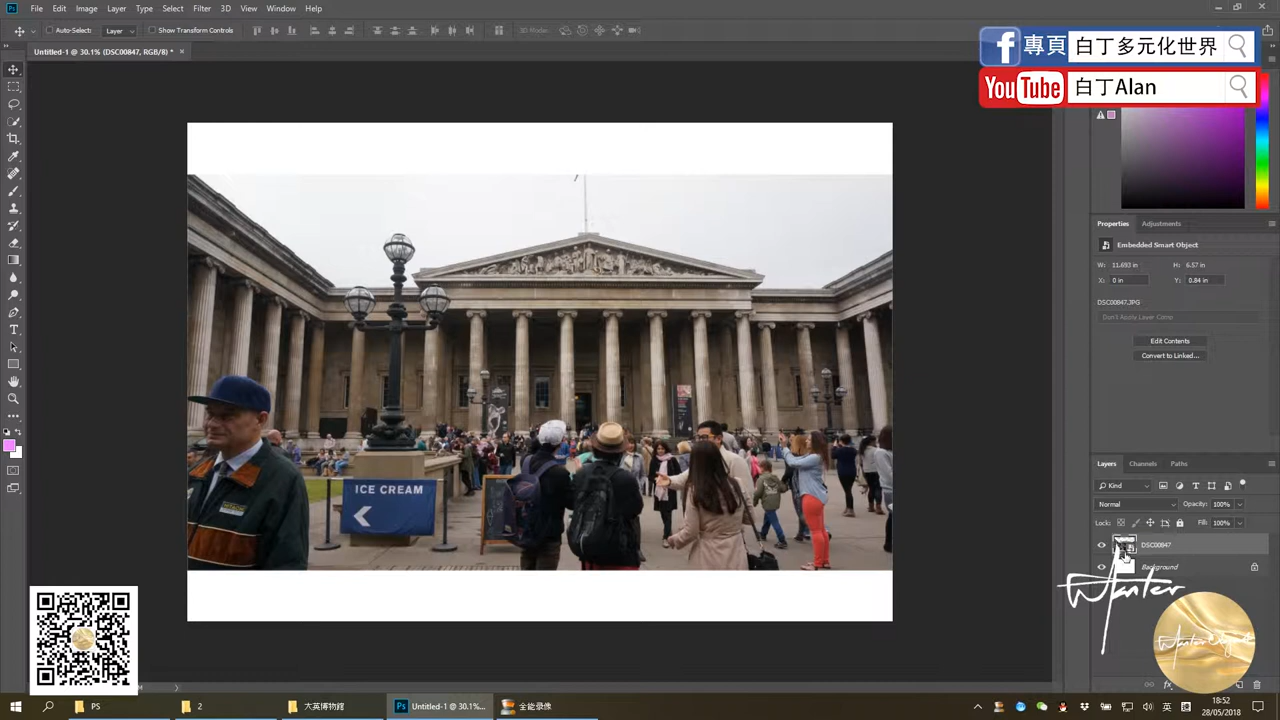 File Edit Image Layer Type Select Filter 3D View Window Help
Auto-Select: Layer Show Transform Controls 3D Mode:
Untitled-1 @ 30.1% (DSC00847, RGB/8) *
專頁 白丁多元化世界
YouTube 白丁Alan
Properties Adjustments
Embedded Smart Object
W: 11.693 in H: 6.57 in
X: 0 in Y: 0.84 in
DSC00847.JPG
Don't Apply Layer Comp
Edit Contents
Convert to Linked...
ICE CREAM
Layers Channels Paths
Kind
Normal Opacity: 100%
Lock: Fill: 100%
DSC00847
Background
PS 2 大英博物館 Ps Untitled-1 @ 30.1%... 全能录像
18:52
28/05/2018